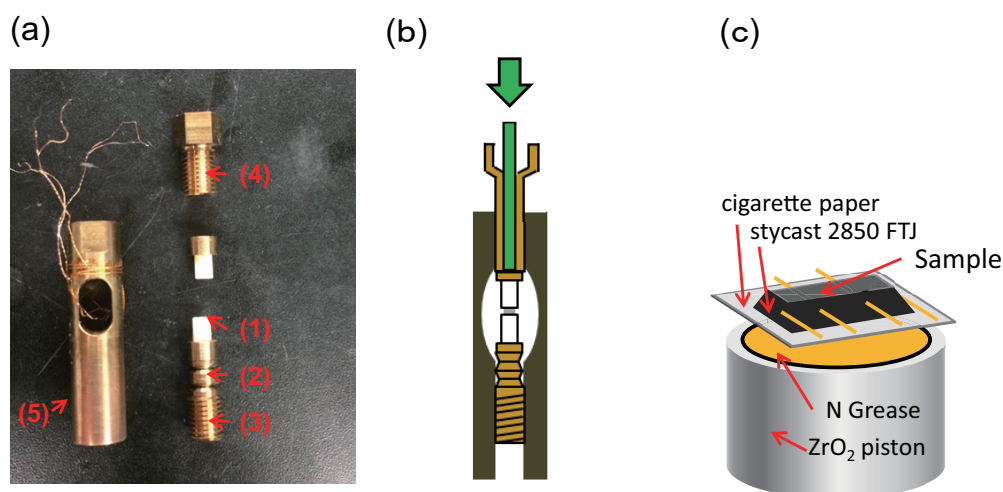 (a)
(b)
(c)
(4)
(1)
(2)
(3)
(5)
cigarette paper
stycast 2850 FTJ
Sample
N Grease
ZrO₂ piston